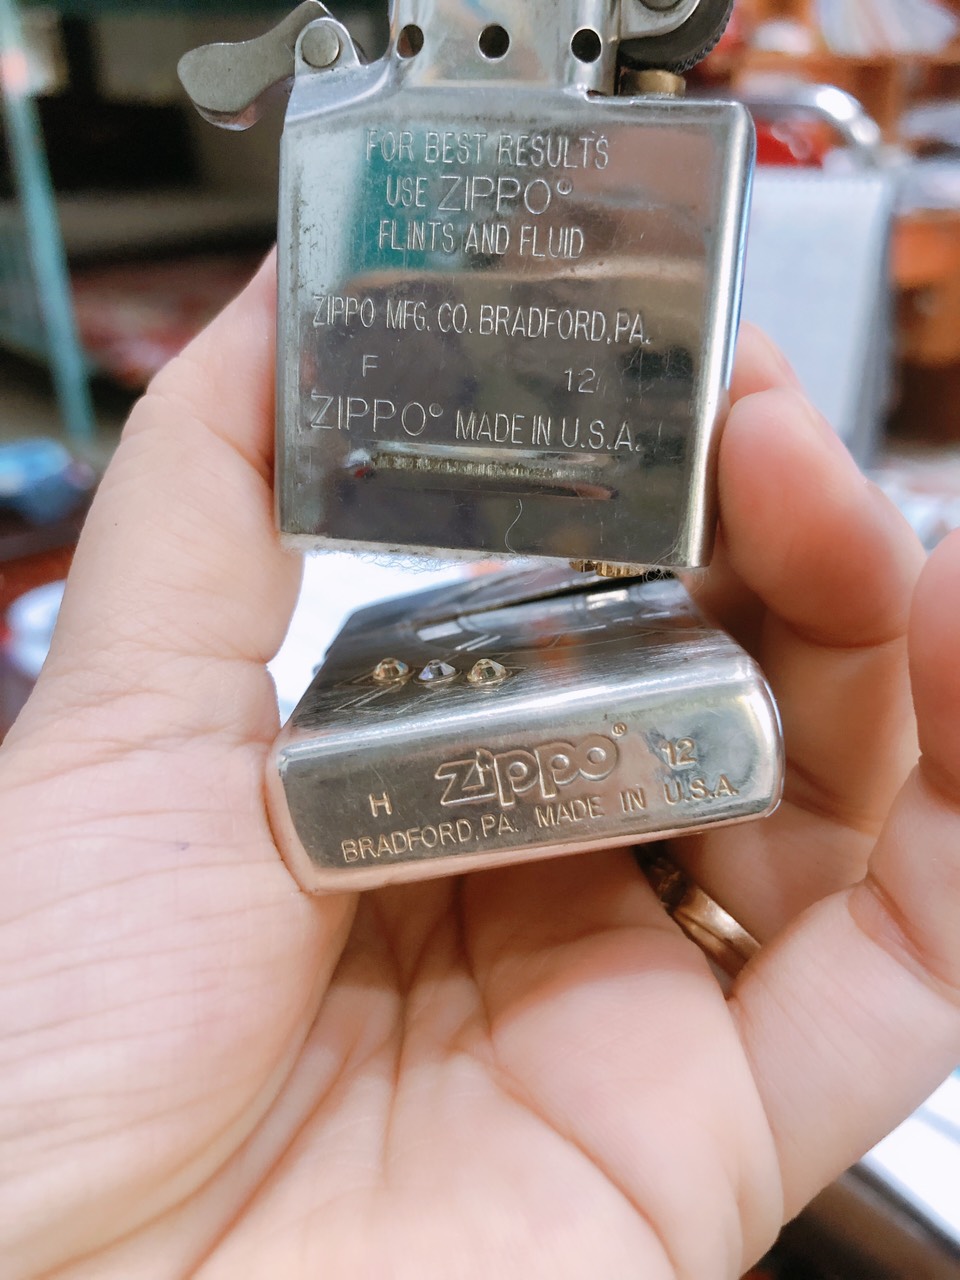 FOR BEST RESULTS
USE ZIPPO®
FLINTS AND FLUID
ZIPPO MFG. CO. BRADFORD, PA.
F 12
ZIPPO® MADE IN U.S.A.
zippo®
H 12
BRADFORD, PA. MADE IN U.S.A.